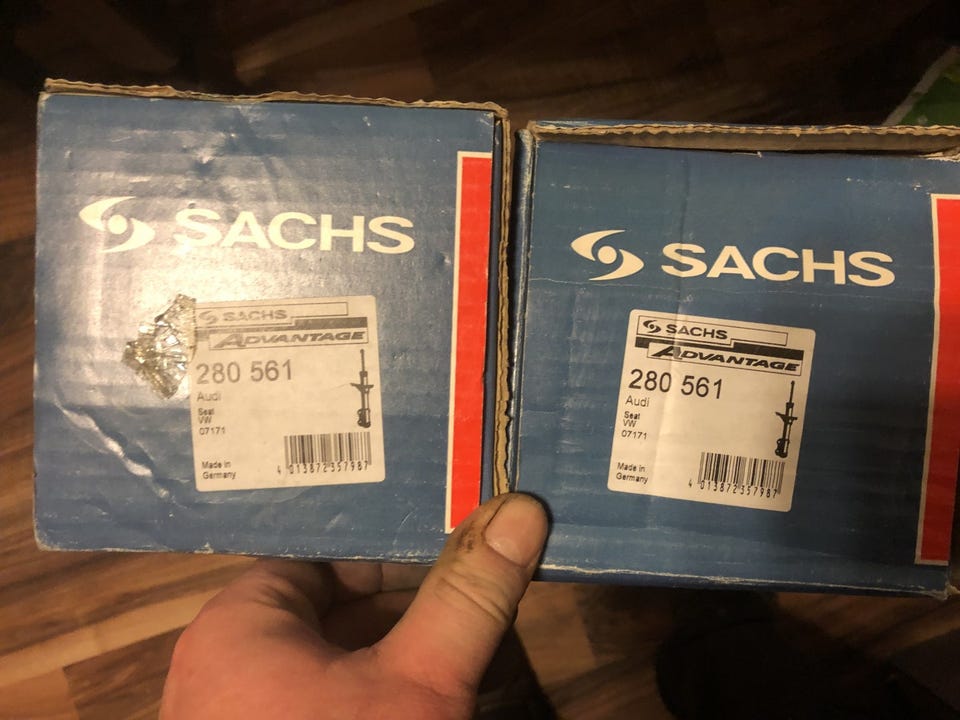 SACHS
SACHS
ADVANTAGE
280 561
Audi
Seat
VW
07171
Made in
Germany
4 013872 357987
SACHS
SACHS
ADVANTAGE
280 561
Audi
Seat
VW
07171
Made in
Germany
4 013872 357987